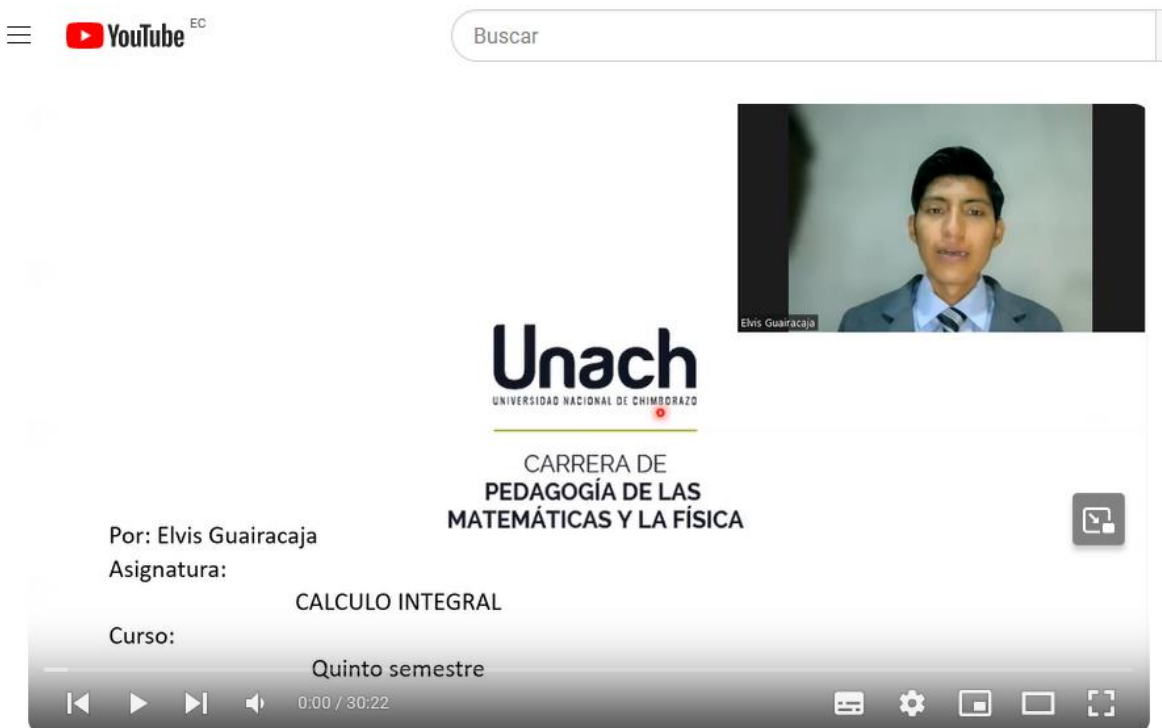 YouTube EC
Buscar
Elvis Guairacaja
Unach
UNIVERSIDAD NACIONAL DE CHIMBORAZO
CARRERA DE
PEDAGOGÍA DE LAS
MATEMÁTICAS Y LA FÍSICA
Por: Elvis Guairacaja
Asignatura:
CALCULO INTEGRAL
Curso:
Quinto semestre
0:00 / 30:22